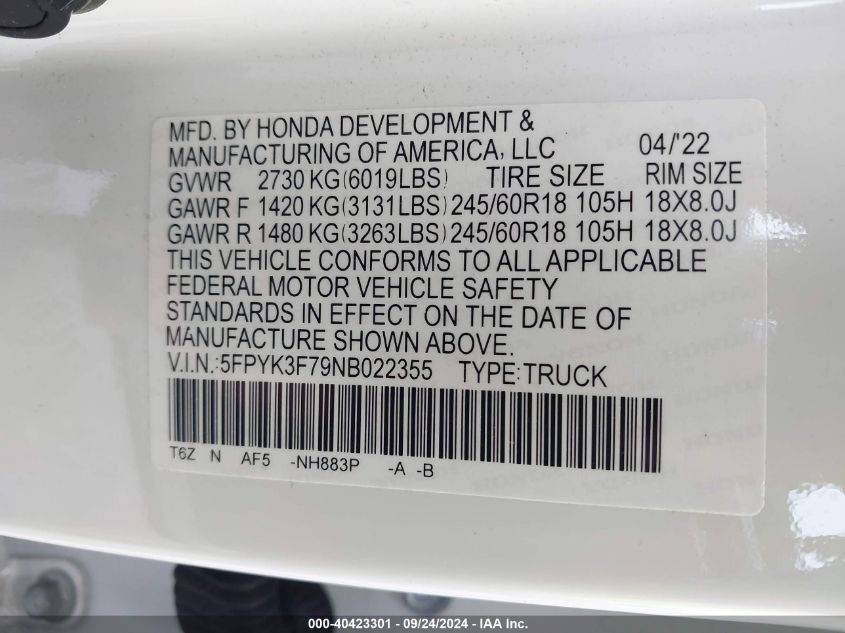 MFD. BY HONDA DEVELOPMENT &
MANUFACTURING OF AMERICA, LLC 04/'22
GVWR 2730 KG(6019LBS) TIRE SIZE RIM SIZE
GAWR F 1420 KG(3131LBS) 245/60R18 105H 18X8.0J
GAWR R 1480 KG(3263LBS) 245/60R18 105H 18X8.0J
THIS VEHICLE CONFORMS TO ALL APPLICABLE
FEDERAL MOTOR VEHICLE SAFETY
STANDARDS IN EFFECT ON THE DATE OF
MANUFACTURE SHOWN ABOVE.
V.I.N.:5FPYK3F79NB022355 TYPE:TRUCK
T6Z N AF5 -NH883P -A -B
000-40423301 - 09/24/2024 - IAA Inc.